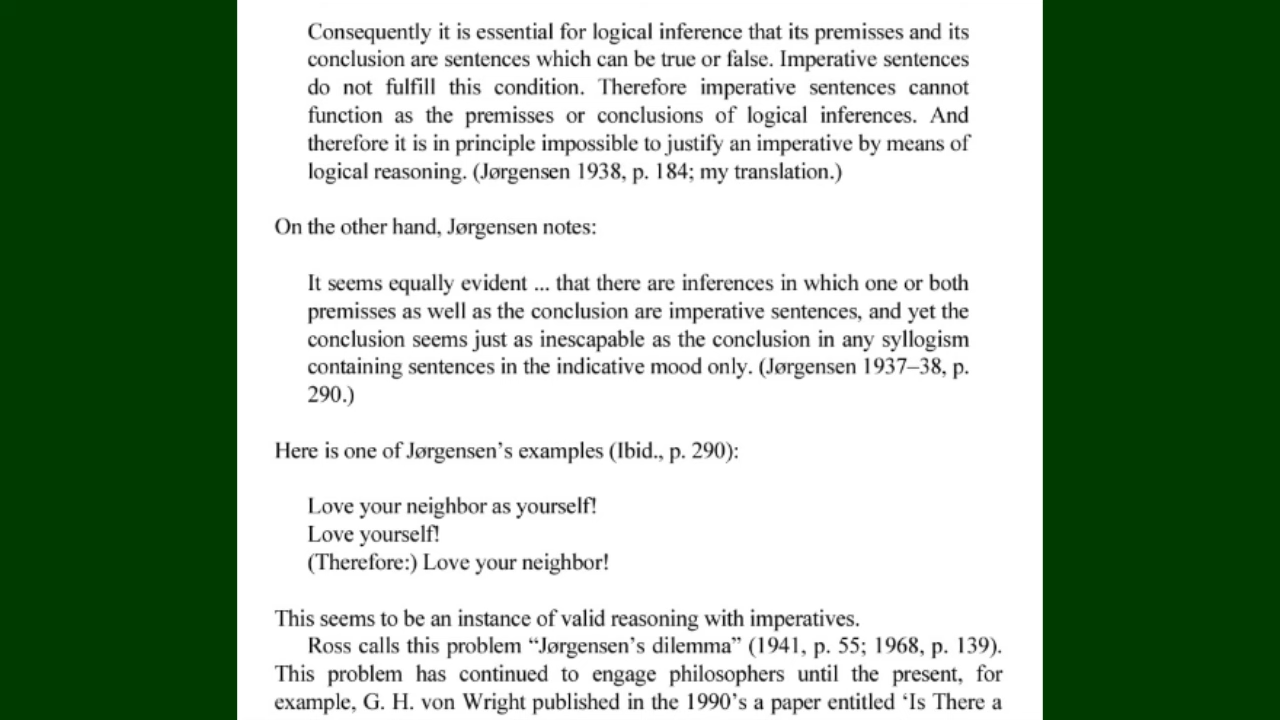 Consequently it is essential for logical inference that its premisses and its
conclusion are sentences which can be true or false. Imperative sentences
do not fulfill this condition. Therefore imperative sentences cannot
function as the premisses or conclusions of logical inferences. And
therefore it is in principle impossible to justify an imperative by means of
logical reasoning. (Jørgensen 1938, p. 184; my translation.)
On the other hand, Jørgensen notes:
It seems equally evident ... that there are inferences in which one or both
premisses as well as the conclusion are imperative sentences, and yet the
conclusion seems just as inescapable as the conclusion in any syllogism
containing sentences in the indicative mood only. (Jørgensen 1937–38, p.
290.)
Here is one of Jørgensen’s examples (Ibid., p. 290):
Love your neighbor as yourself!
Love yourself!
(Therefore:) Love your neighbor!
This seems to be an instance of valid reasoning with imperatives.
Ross calls this problem “Jørgensen’s dilemma” (1941, p. 55; 1968, p. 139).
This problem has continued to engage philosophers until the present, for
example, G. H. von Wright published in the 1990’s a paper entitled ‘Is There a